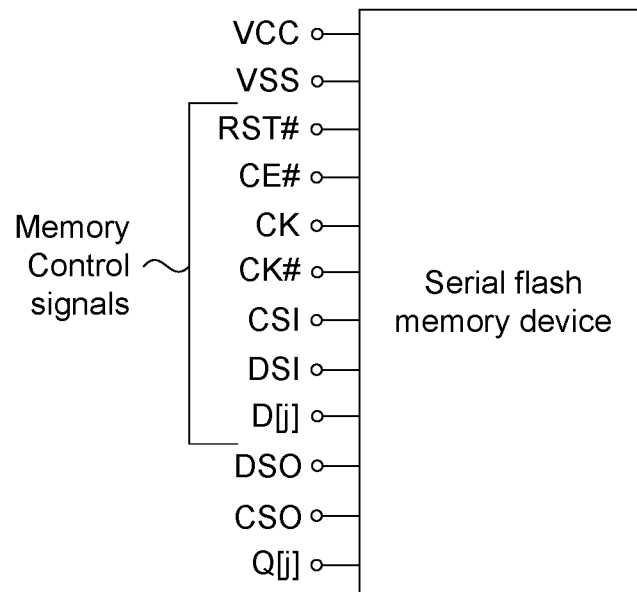 VCC
VSS
RST#
CE#
CK
CK#
CSI
DSI
D[j]
DSO
CSO
Q[j]
Memory
Control
signals
Serial flash
memory device